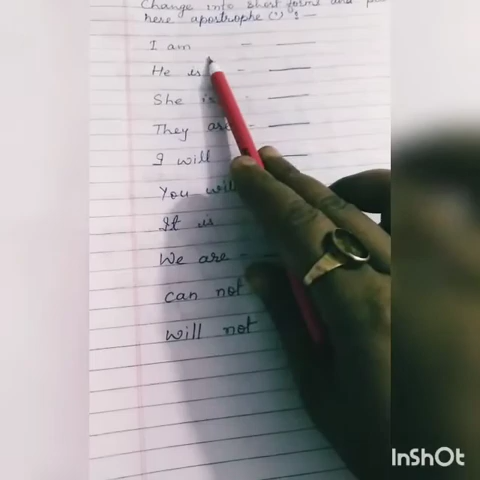 Change into short forms and
here apostrophe (') :—
I am — ——
He is - ——
She is - ——
They are - ——
I will ——
You will
It is
We are -
can not
will not
InShOt